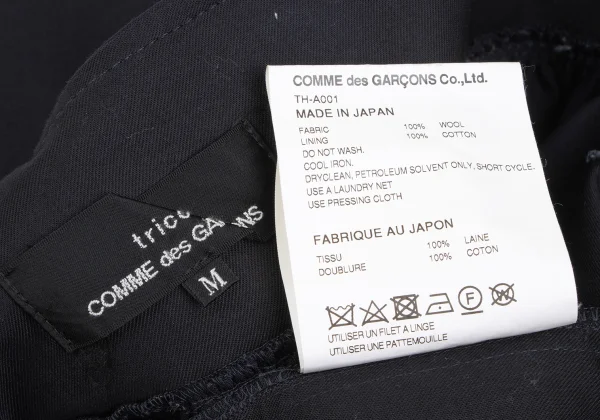 COMME des GARÇONS Co.,Ltd.
TH-A001
MADE IN JAPAN
FABRIC 100% WOOL
LINING 100% COTTON
DO NOT WASH.
COOL IRON.
DRYCLEAN, PETROLEUM SOLVENT ONLY, SHORT CYCLE.
USE A LAUNDRY NET
USE PRESSING CLOTH
FABRIQUE AU JAPON
TISSU 100% LAINE
DOUBLURE 100% COTON
F
UTILISER UN FILET A LINGE
UTILISER UNE PATTEMOUILLE
COMME des
M